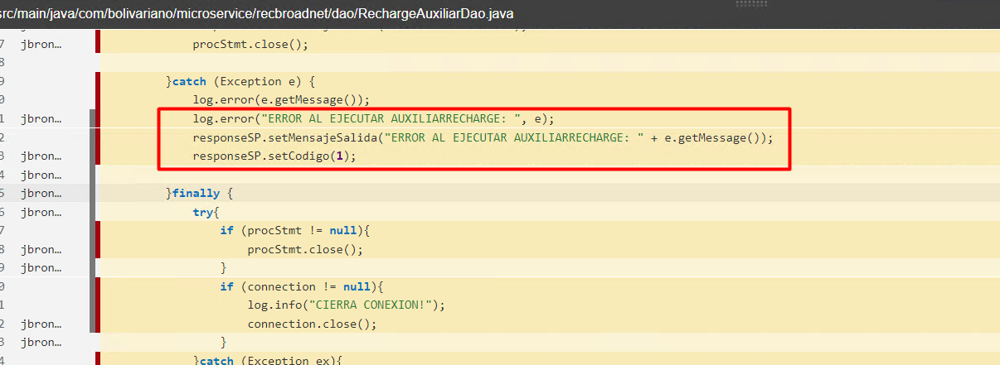 src/main/java/com/bolivariano/microservice/recbroadnet/dao/RechargeAuxiliarDao.java
7 jbron… procStmt.close();
8
9 }catch (Exception e) {
0 log.error(e.getMessage());
1 log.error("ERROR AL EJECUTAR AUXILIARRECHARGE: ", e);
2 responseSP.setMensajeSalida("ERROR AL EJECUTAR AUXILIARRECHARGE: " + e.getMessage());
3 jbron… responseSP.setCodigo(1);
4 jbron…
5 jbron… }finally {
6 jbron… try{
7 if (procStmt != null){
8 jbron… procStmt.close();
9 jbron… }
0 if (connection != null){
1 log.info("CIERRA CONEXION!");
2 jbron… connection.close();
3 jbron… }
4 }catch (Exception ex){